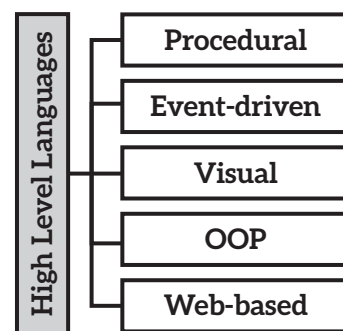 High Level Languages
Procedural
Event-driven
Visual
OOP
Web-based